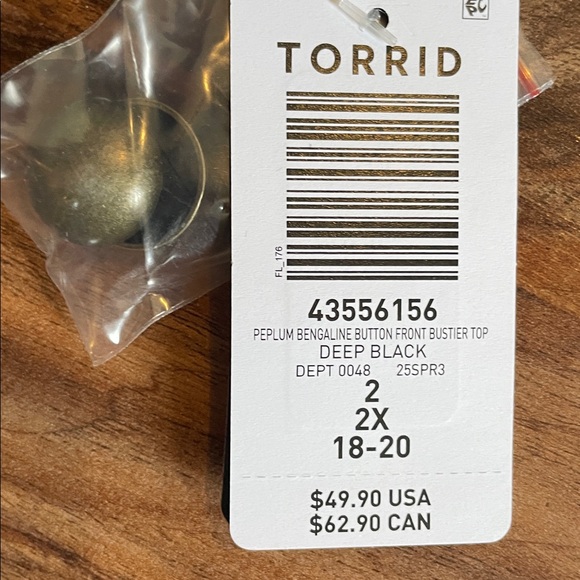 TORRID
FL_176
43556156
PEPLUM BENGALINE BUTTON FRONT BUSTIER TOP
DEEP BLACK
DEPT 0048 25SPR3
2
2X
18-20
$49.90 USA
$62.90 CAN